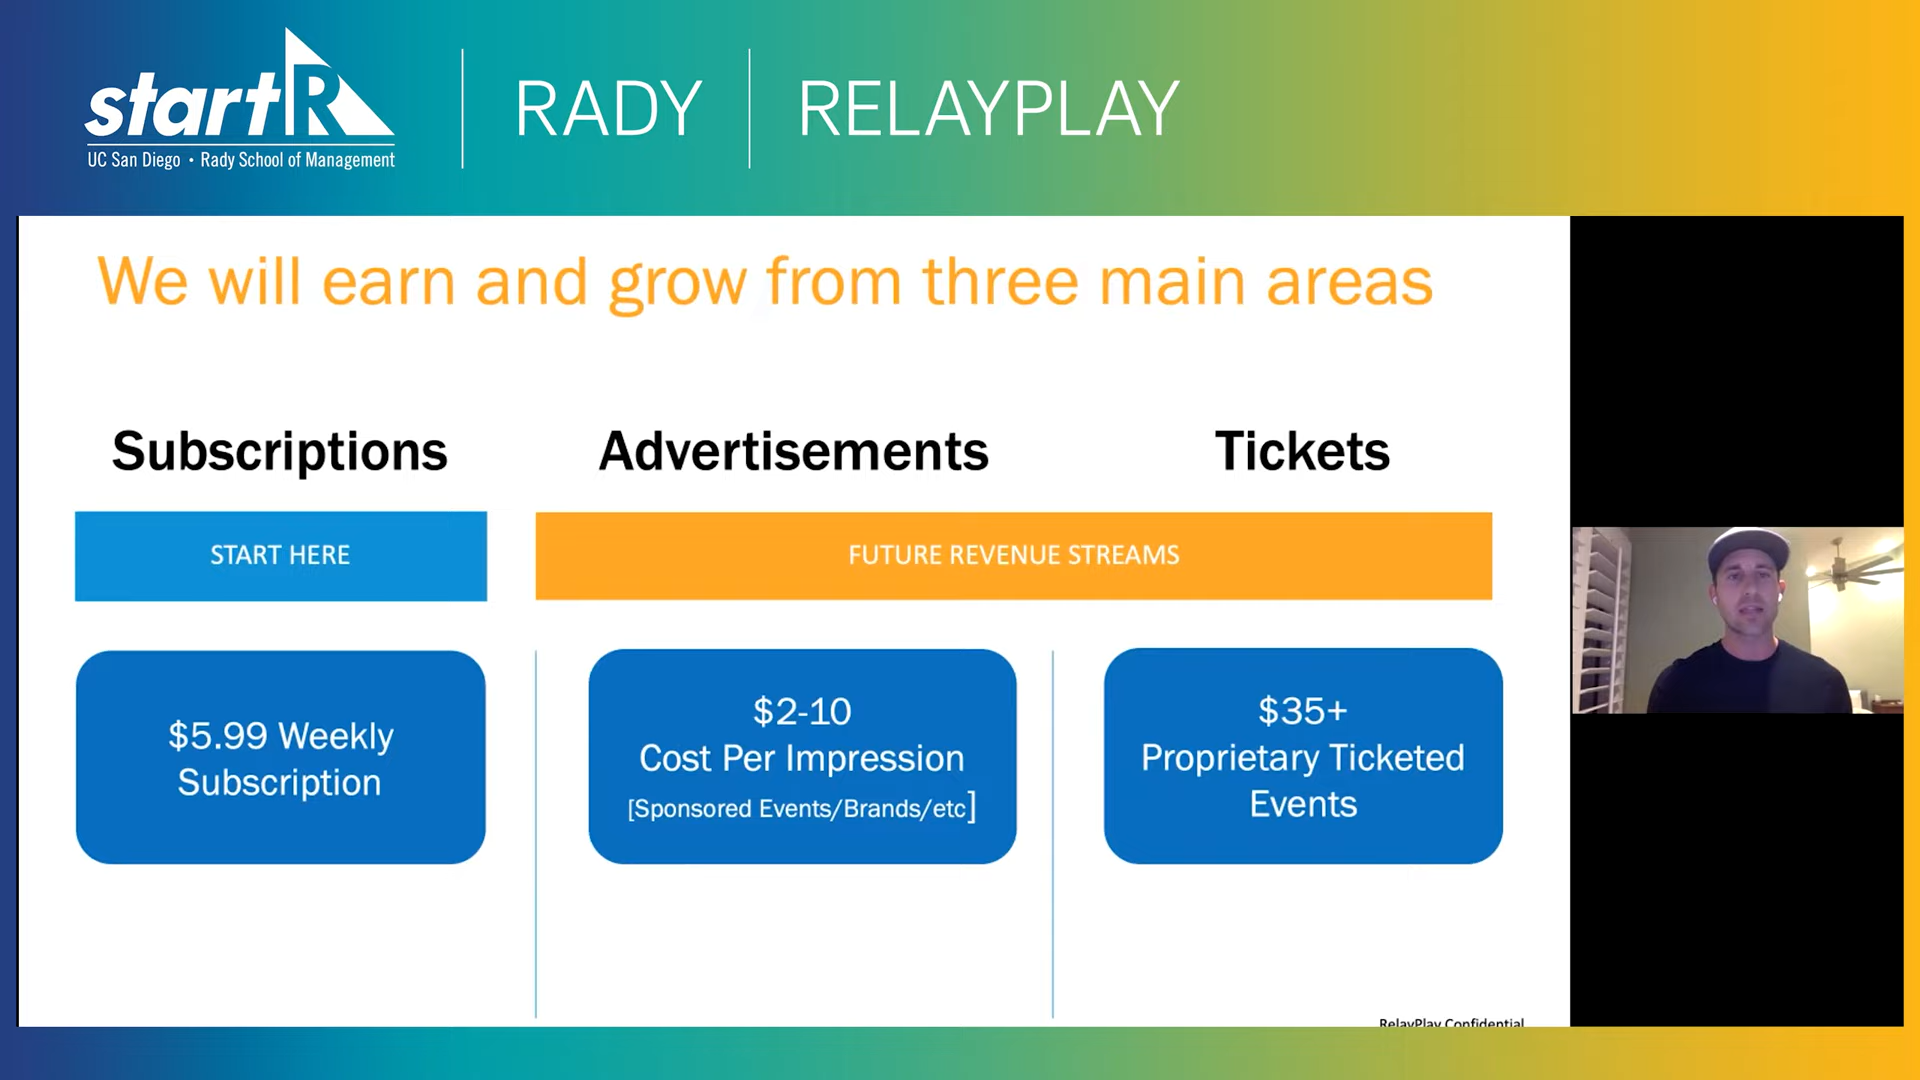 startR
UC San Diego • Rady School of Management
RADY
RELAYPLAY
We will earn and grow from three main areas
Subscriptions
Advertisements
Tickets
START HERE
FUTURE REVENUE STREAMS
$5.99 Weekly
Subscription
$2-10
Cost Per Impression
[Sponsored Events/Brands/etc]
$35+
Proprietary Ticketed
Events
RelayPlay Confidential